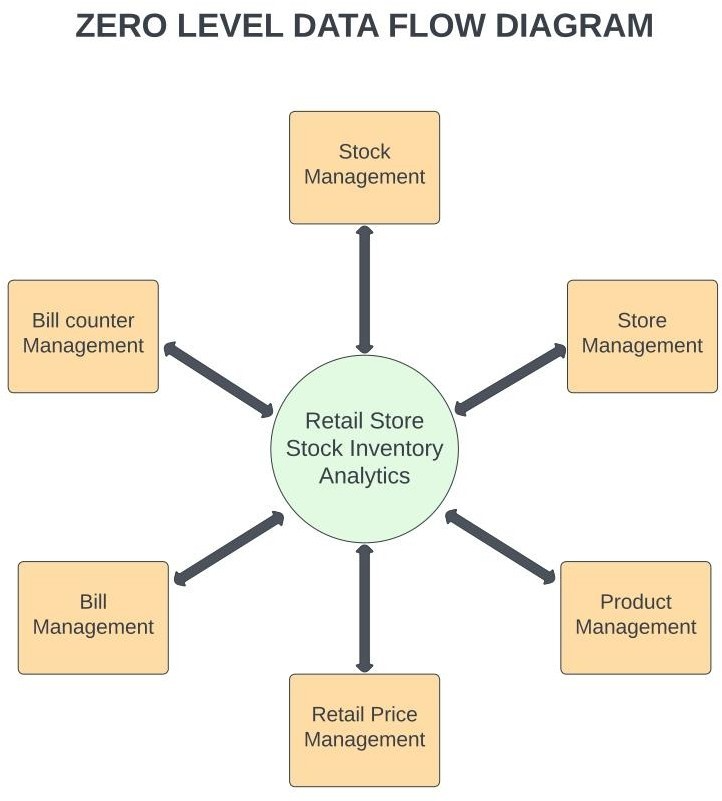 ZERO LEVEL DATA FLOW DIAGRAM
Stock
Management
Bill counter
Management
Store
Management
Retail Store
Stock Inventory
Analytics
Bill
Management
Product
Management
Retail Price
Management